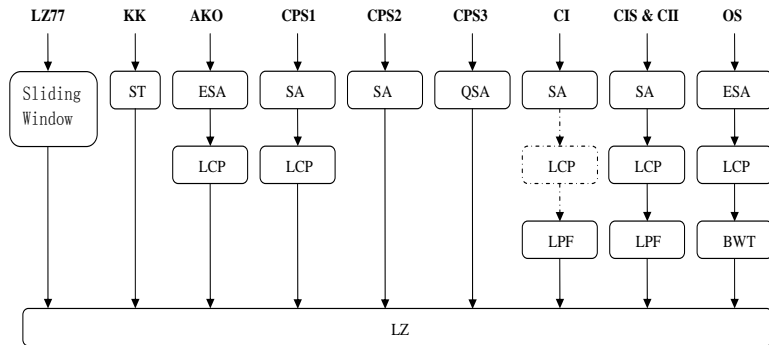 LZ77 KK AKO CPS1 CPS2 CPS3 CI CIS & CII OS
Sliding Window ST ESA SA SA QSA SA SA ESA
LCP LCP LCP LCP LCP
LPF LPF BWT
LZ